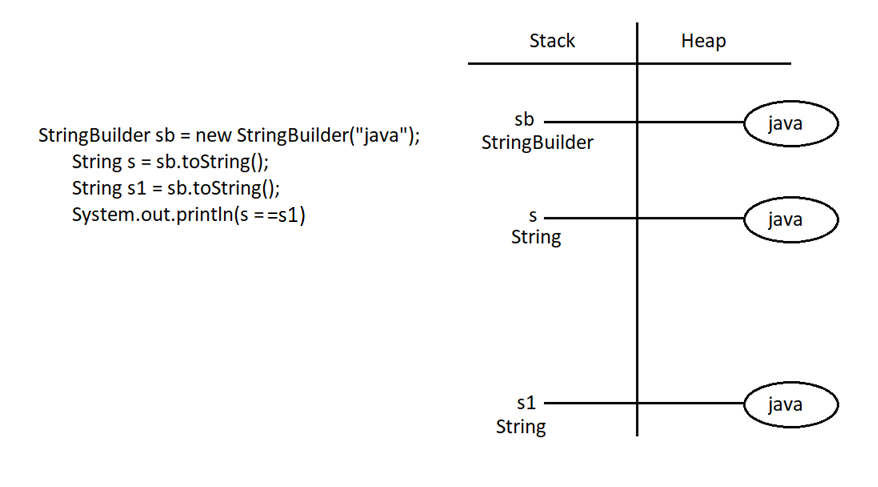 StringBuilder sb = new StringBuilder("java");
String s = sb.toString();
String s1 = sb.toString();
System.out.println(s ==s1)
Stack
Heap
sb
StringBuilder
java
s
String
java
s1
String
java